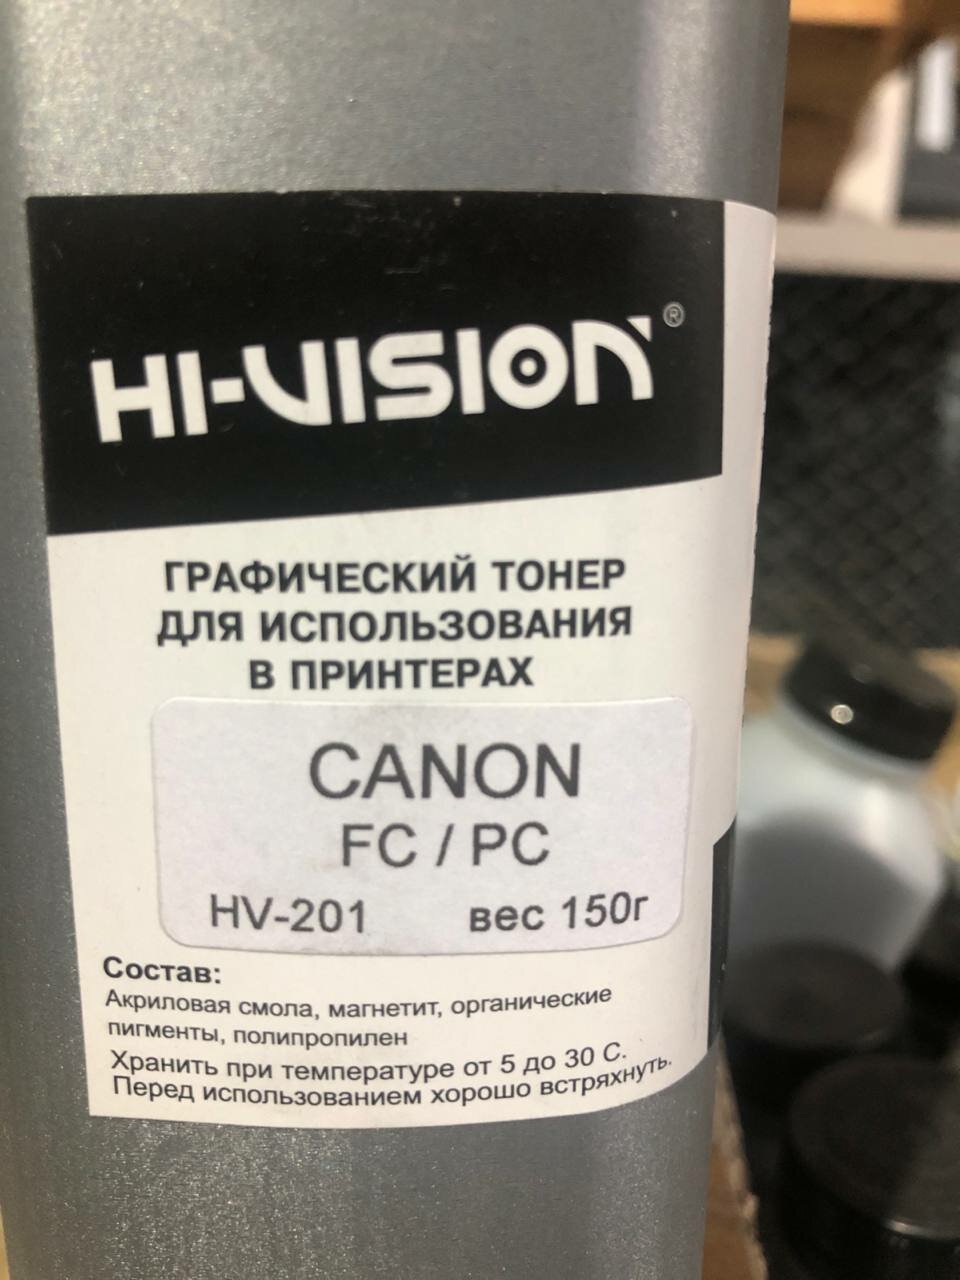 HI-VISION®
ГРАФИЧЕСКИЙ ТОНЕР
ДЛЯ ИСПОЛЬЗОВАНИЯ
В ПРИНТЕРАХ
CANON
FC / PC
HV-201 вес 150г
Состав:
Акриловая смола, магнетит, органические
пигменты, полипропилен
Хранить при температуре от 5 до 30 С.
Перед использованием хорошо встряхнуть.